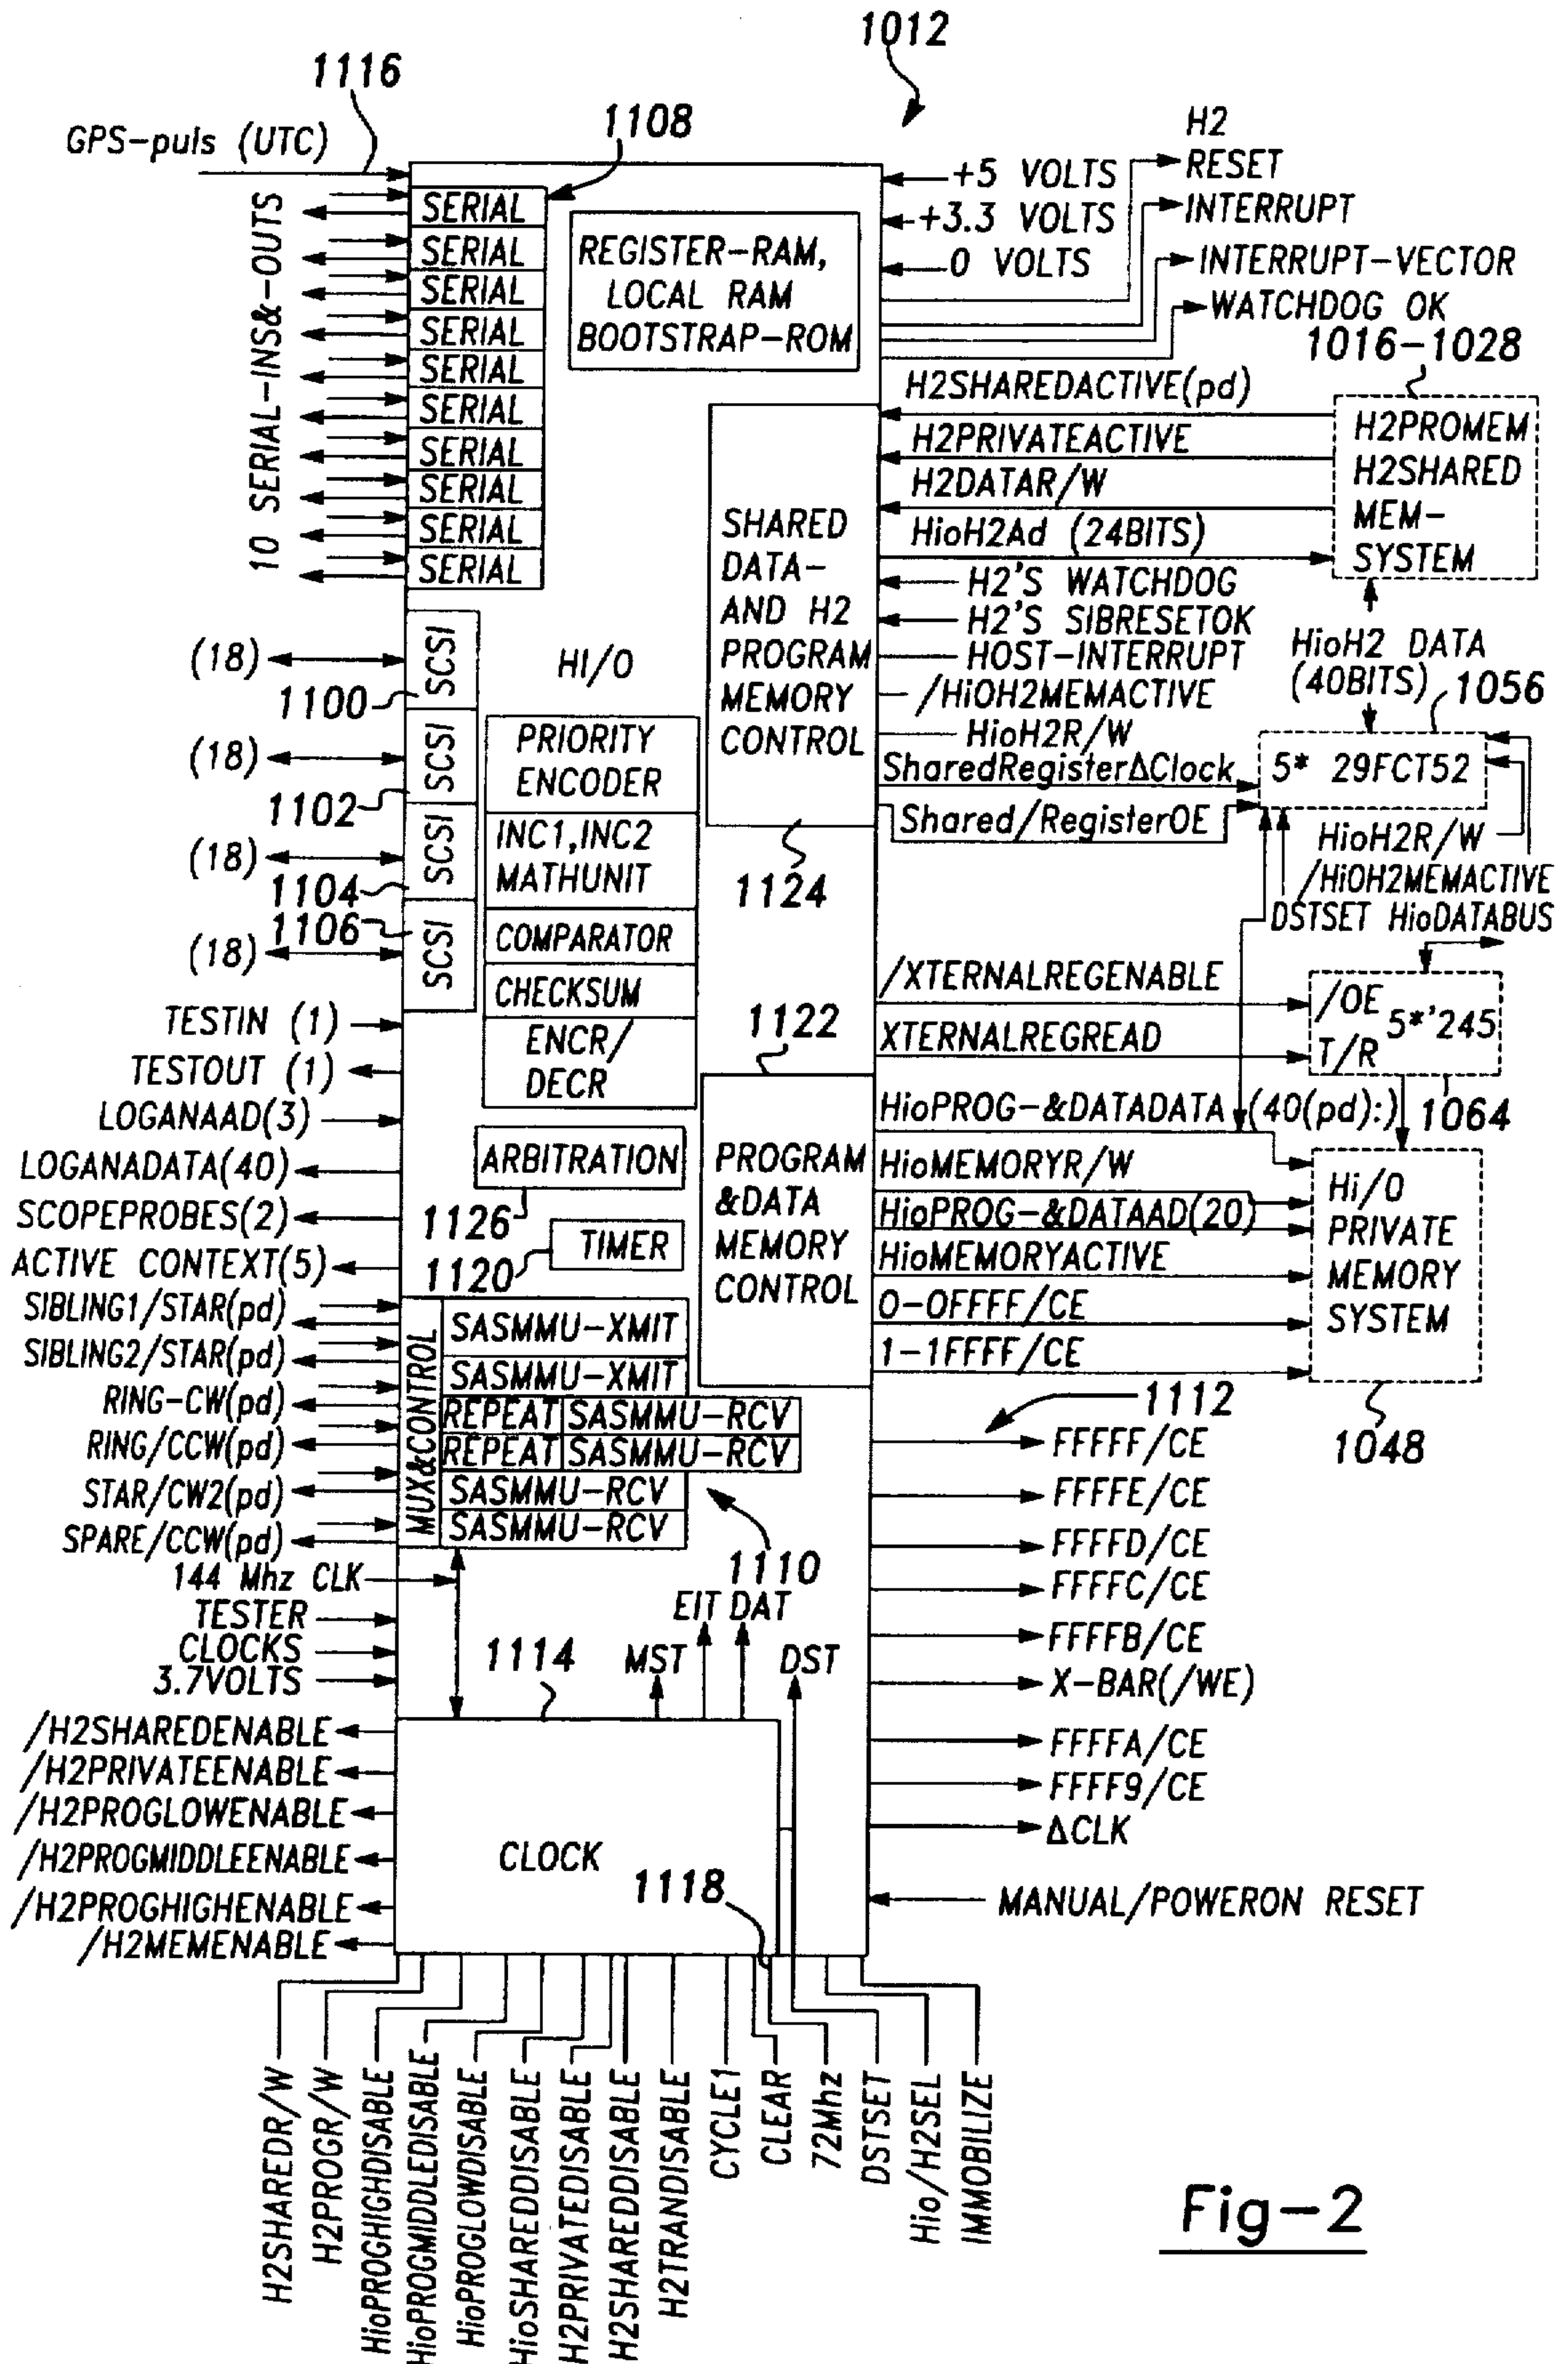 1012
1116
GPS-puls (UTC)
1108
10 SERIAL-INS&-OUTS
SERIAL
SERIAL
SERIAL
SERIAL
SERIAL
SERIAL
SERIAL
SERIAL
SERIAL
SERIAL
REGISTER-RAM,
LOCAL RAM
BOOTSTRAP-ROM
+5 VOLTS
+3.3 VOLTS
0 VOLTS
H2
RESET
INTERRUPT
INTERRUPT-VECTOR
WATCHDOG OK
1016-1028
H2SHAREDACTIVE(pd)
H2PRIVATEACTIVE
H2DATAR/W
HioH2Ad (24BITS)
H2PROMEM
H2SHARED
MEM-
SYSTEM
H2'S WATCHDOG
H2'S SIBRESETOK
HOST-INTERRUPT
/HiOH2MEMACTIVE
HioH2R/W
SharedRegisterΔClock
Shared/RegisterOE
SHARED
DATA-
AND H2
PROGRAM
MEMORY
CONTROL
1124
HioH2 DATA
(40BITS)
1056
5* 29FCT52
HioH2R/W
/HiOH2MEMACTIVE
DSTSET HioDATABUS
(18)
1100
SCSI
(18)
1102
SCSI
(18)
1104
SCSI
1106
(18)
SCSI
HI/O
PRIORITY
ENCODER
INC1,INC2
MATHUNIT
COMPARATOR
CHECKSUM
ENCR/
DECR
ARBITRATION
1126
TIMER
1120
1122
PROGRAM
&DATA
MEMORY
CONTROL
/XTERNALREGENABLE
XTERNALREGREAD
/OE
5*'245
T/R
1064
HioPROG-&DATADATA (40(pd):)
HioMEMORYR/W
HioPROG-&DATAAD(20)
HioMEMORYACTIVE
0-0FFFF/CE
1-1FFFF/CE
Hi/O
PRIVATE
MEMORY
SYSTEM
1048
TESTIN (1)
TESTOUT (1)
LOGANAAD(3)
LOGANADATA(40)
SCOPEPROBES(2)
ACTIVE CONTEXT(5)
SIBLING1/STAR(pd)
SIBLING2/STAR(pd)
RING-CW(pd)
RING/CCW(pd)
STAR/CW2(pd)
SPARE/CCW(pd)
144 Mhz CLK
TESTER
CLOCKS
3.7VOLTS
MUX&CONTROL
SASMMU-XMIT
SASMMU-XMIT
REPEAT SASMMU-RCV
REPEAT SASMMU-RCV
SASMMU-RCV
SASMMU-RCV
1110
1112
FFFFF/CE
FFFFE/CE
FFFFD/CE
FFFFC/CE
FFFFB/CE
X-BAR(/WE)
FFFFA/CE
FFFF9/CE
ΔCLK
MANUAL/POWERON RESET
1114
MST
EIT
DAT
DST
CLOCK
1118
/H2SHAREDENABLE
/H2PRIVATEENABLE
/H2PROGLOWENABLE
/H2PROGMIDDLEENABLE
/H2PROGHIGHENABLE
/H2MEMENABLE
H2SHAREDR/W
H2PROGR/W
HioPROGHIGHDISABLE
HioPROGMIDDLEDISABLE
HioPROGLOWDISABLE
HioSHAREDDISABLE
H2PRIVATEDISABLE
H2SHAREDDISABLE
H2TRANDISABLE
CYCLE1
CLEAR
72Mhz
DSTSET
Hio/H2SEL
IMMOBILIZE
Fig-2